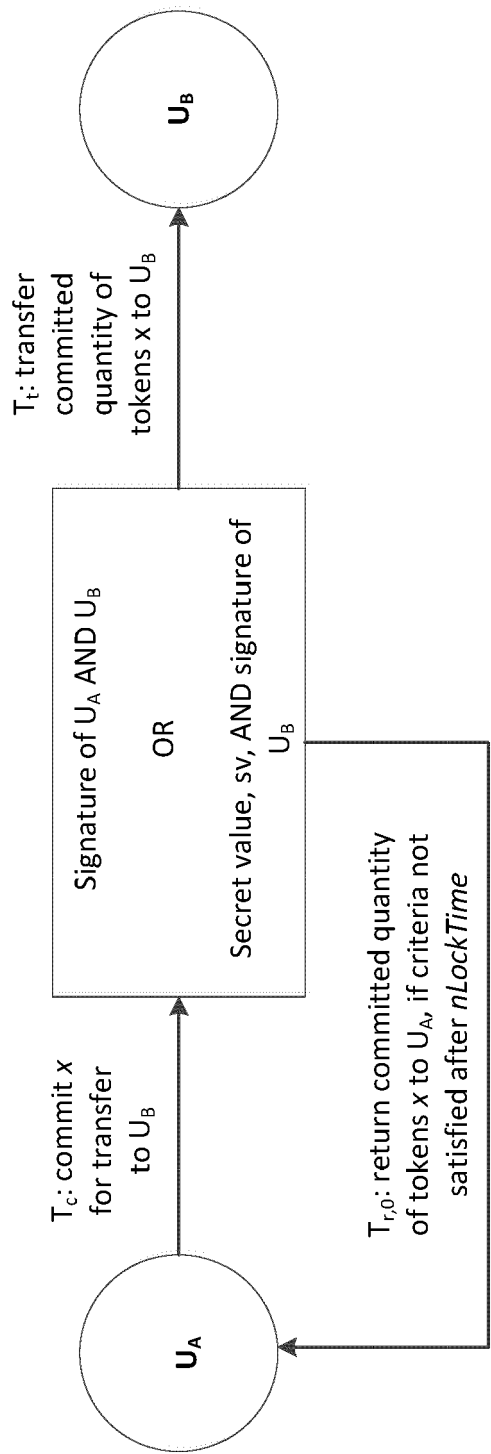 U_A
T_c: commit x
for transfer
to U_B
Signature of U_A AND U_B
OR
Secret value, sv, AND signature of
U_B
T_t: transfer
committed
quantity of
tokens x to U_B
U_B
T_r,0: return committed quantity
of tokens x to U_A, if criteria not
satisfied after nLockTime